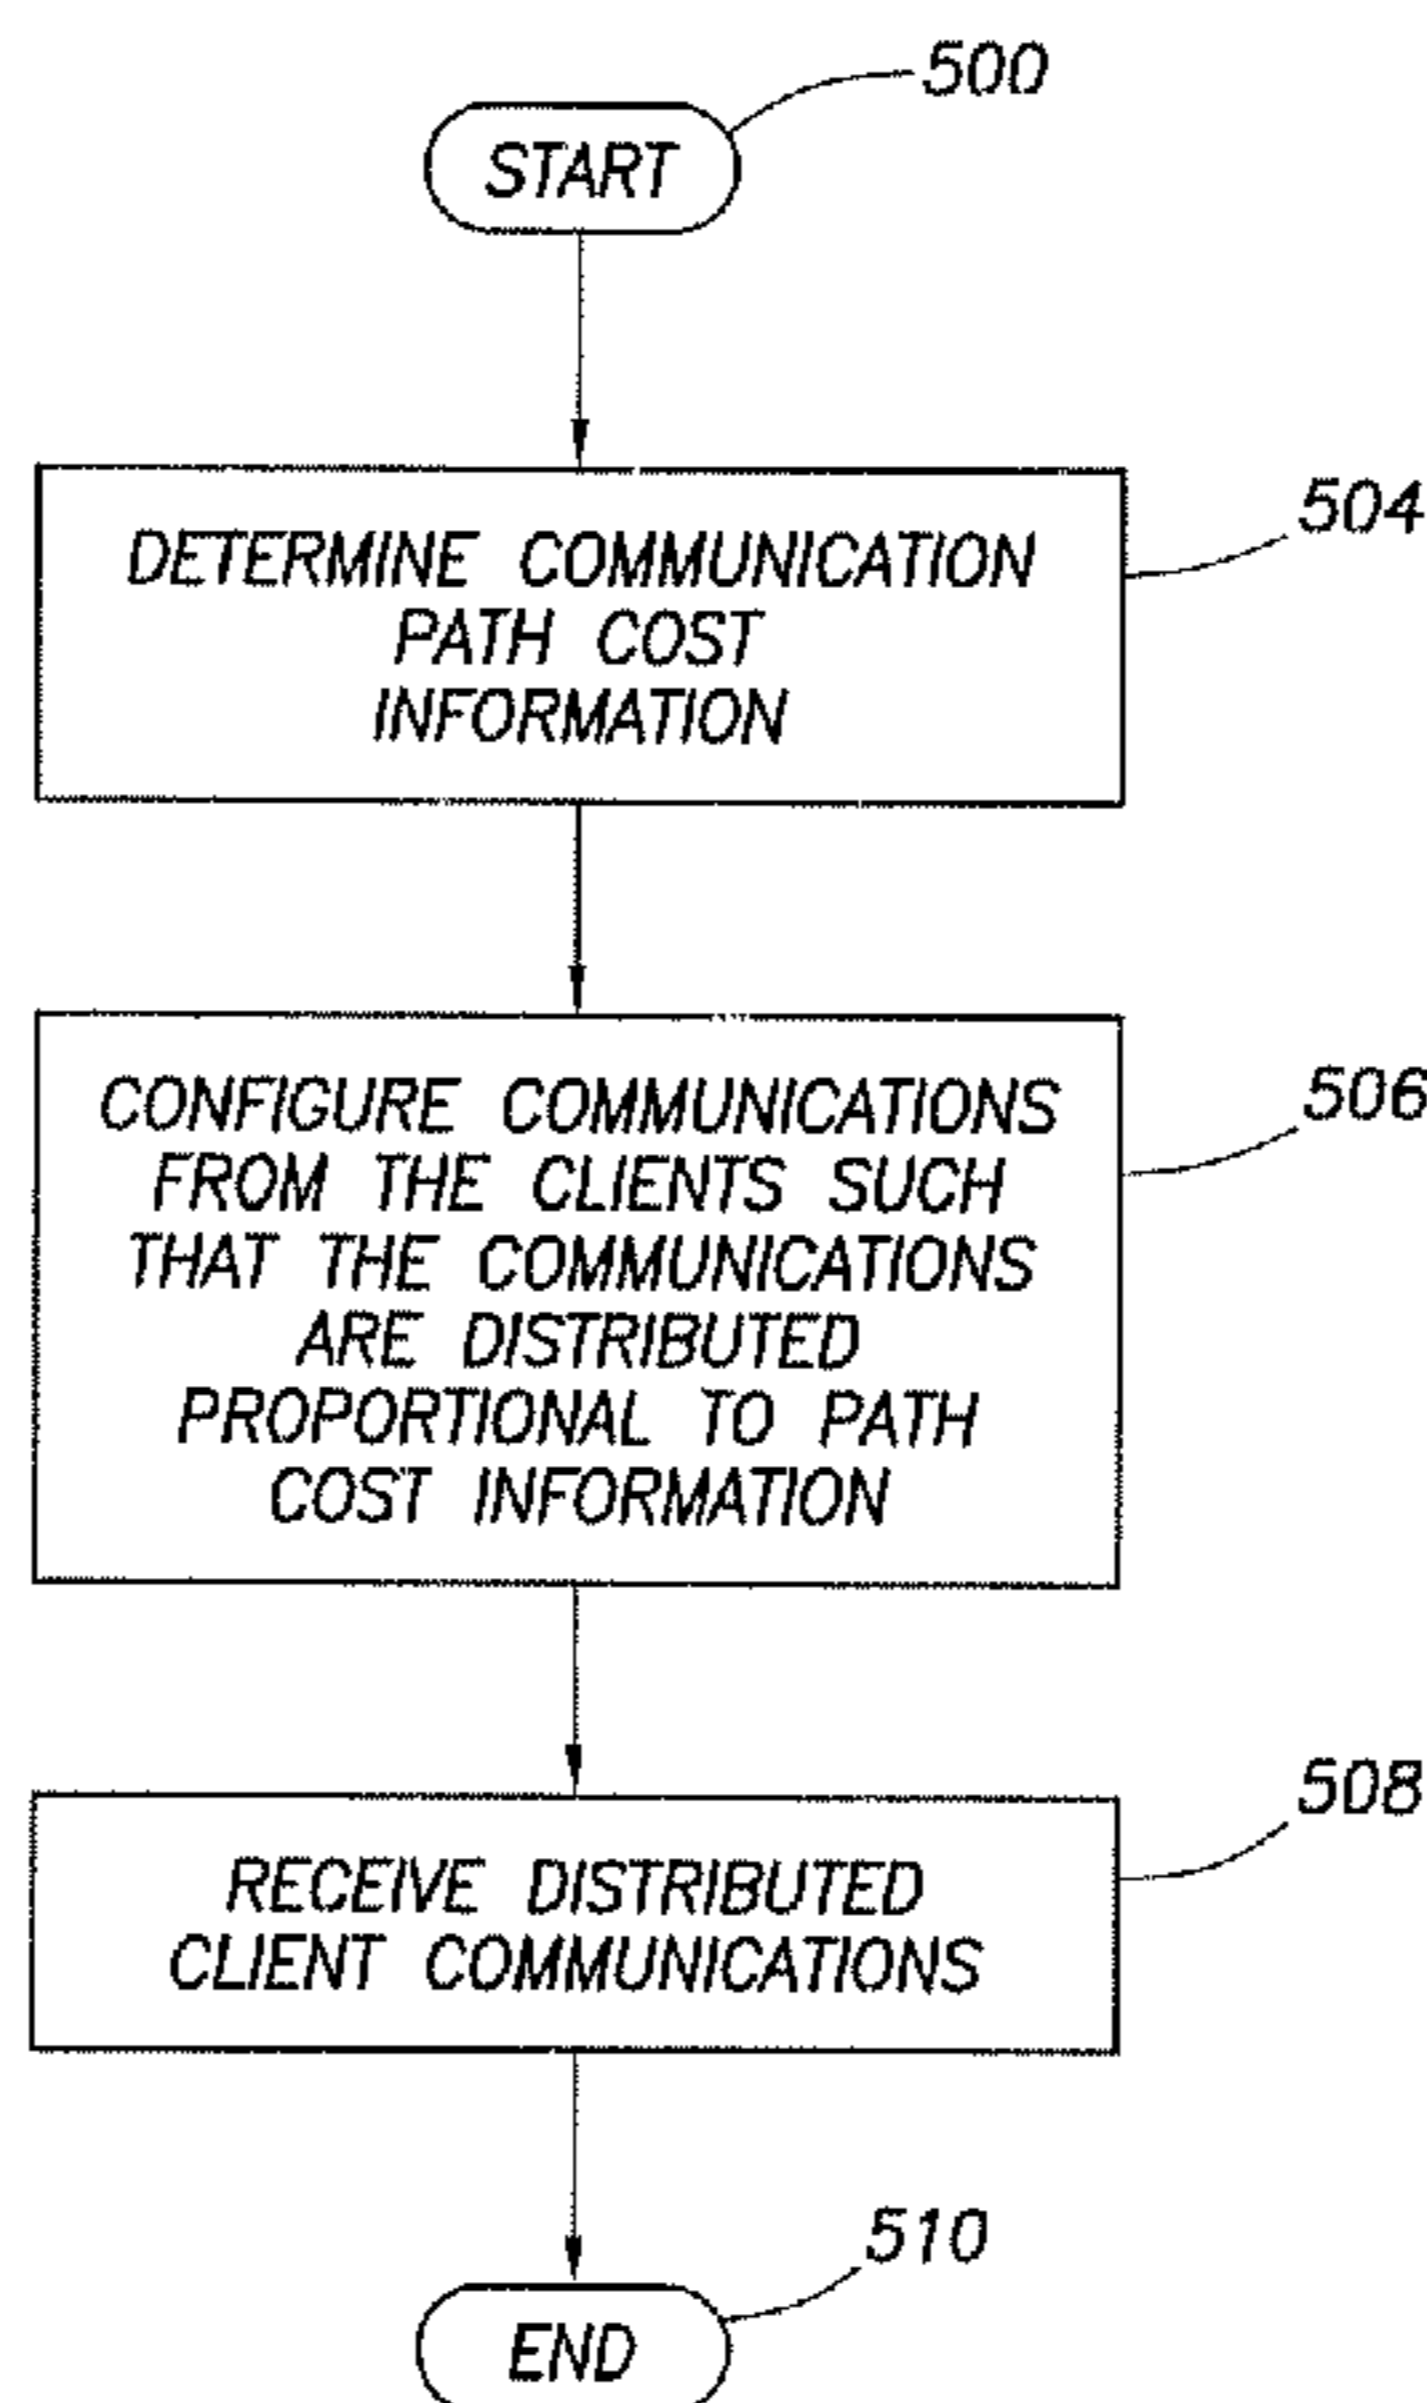 500
START
504
DETERMINE COMMUNICATION
PATH COST
INFORMATION
506
CONFIGURE COMMUNICATIONS
FROM THE CLIENTS SUCH
THAT THE COMMUNICATIONS
ARE DISTRIBUTED
PROPORTIONAL TO PATH
COST INFORMATION
508
RECEIVE DISTRIBUTED
CLIENT COMMUNICATIONS
510
END